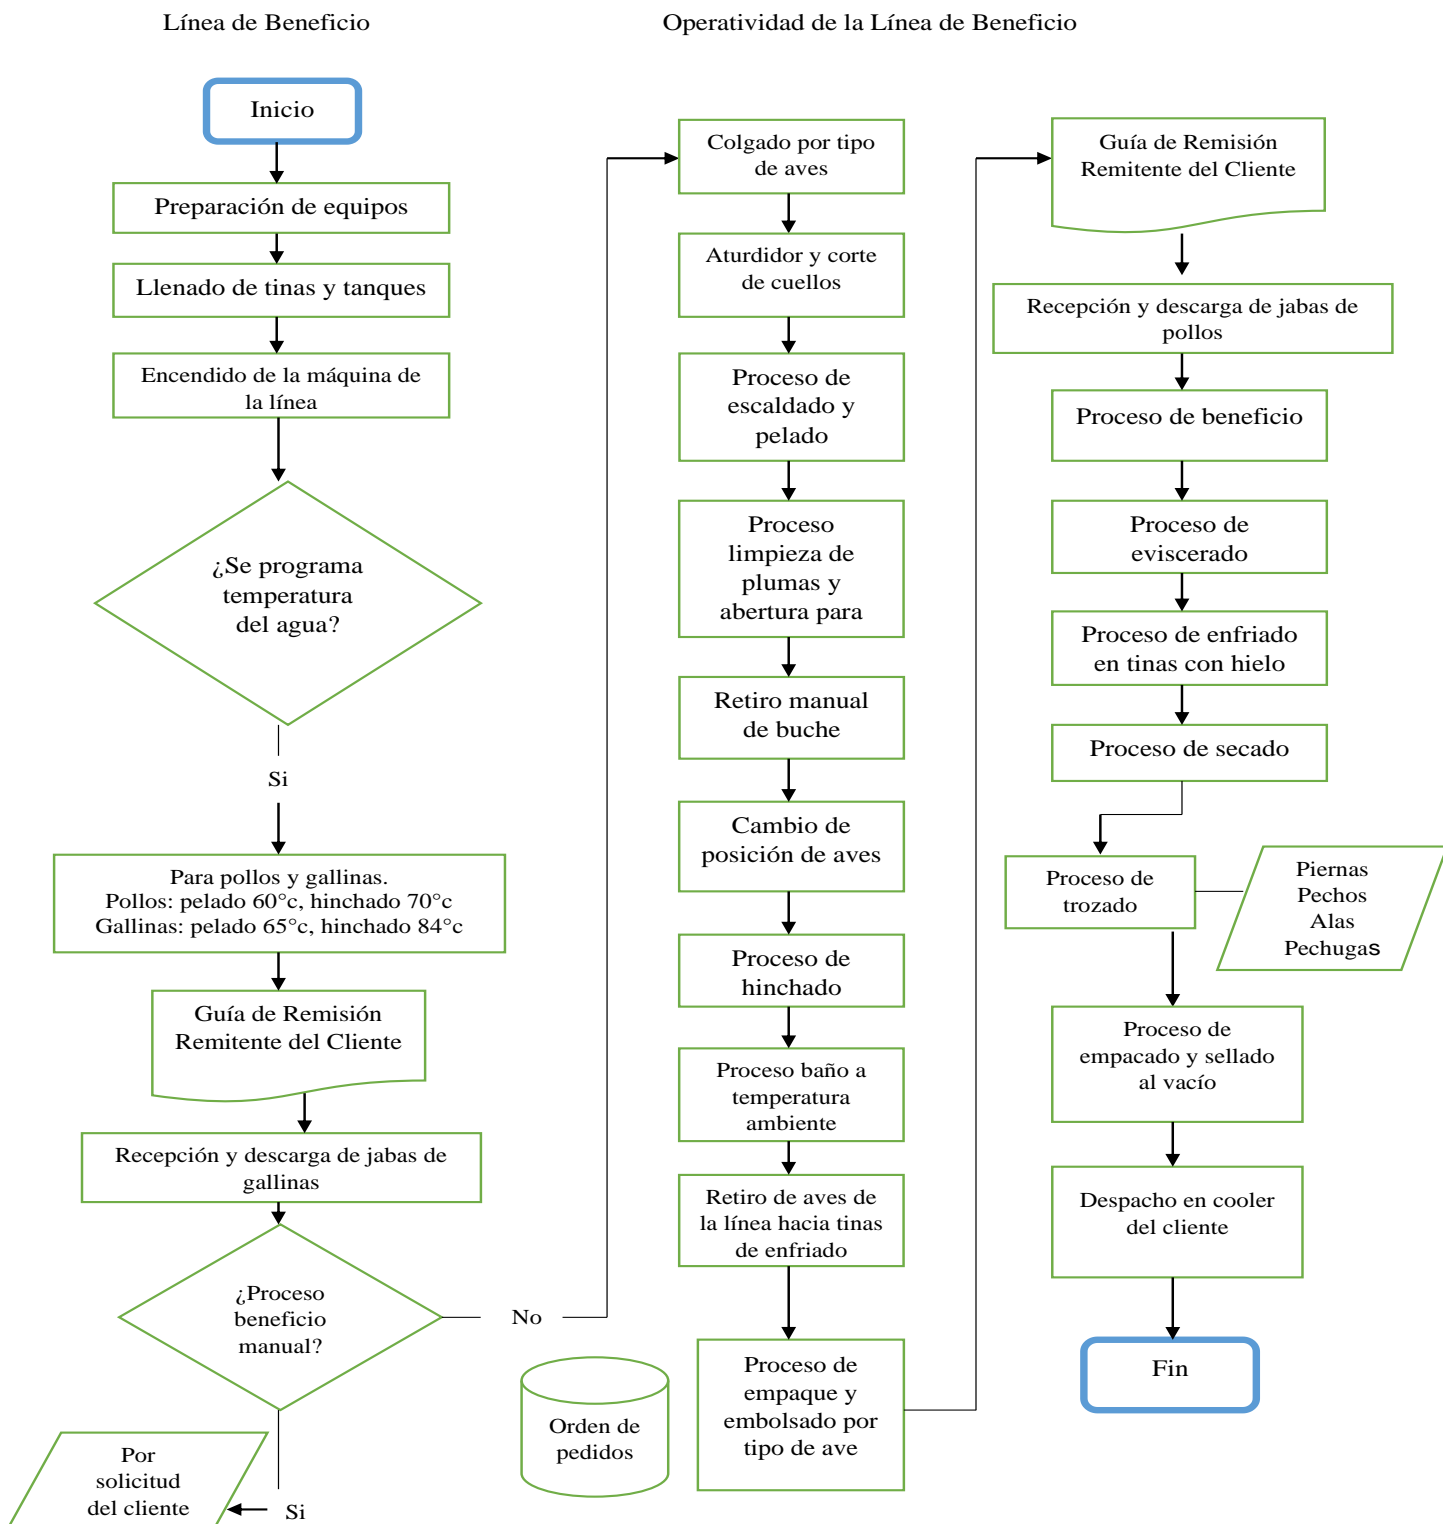 Línea de Beneficio
Operatividad de la Línea de Beneficio
Inicio
Preparación de equipos
Llenado de tinas y tanques
Encendido de la máquina de
la línea
¿Se programa
temperatura
del agua?
Si
Para pollos y gallinas.
Pollos: pelado 60°c, hinchado 70°c
Gallinas: pelado 65°c, hinchado 84°c
Guía de Remisión
Remitente del Cliente
Recepción y descarga de jabas de
gallinas
¿Proceso
beneficio
manual?
No
Si
Por
solicitud
del cliente
Colgado por tipo
de aves
Aturdidor y corte
de cuellos
Proceso de
escaldado y
pelado
Proceso
limpieza de
plumas y
abertura para
Retiro manual
de buche
Cambio de
posición de aves
Proceso de
hinchado
Proceso baño a
temperatura
ambiente
Retiro de aves de
la línea hacia tinas
de enfriado
Proceso de
empaque y
embolsado por
tipo de ave
Orden de
pedidos
Guía de Remisión
Remitente del Cliente
Recepción y descarga de jabas de
pollos
Proceso de beneficio
Proceso de
eviscerado
Proceso de enfriado
en tinas con hielo
Proceso de secado
Proceso de
trozado
Piernas
Pechos
Alas
Pechugas
Proceso de
empacado y sellado
al vacío
Despacho en cooler
del cliente
Fin